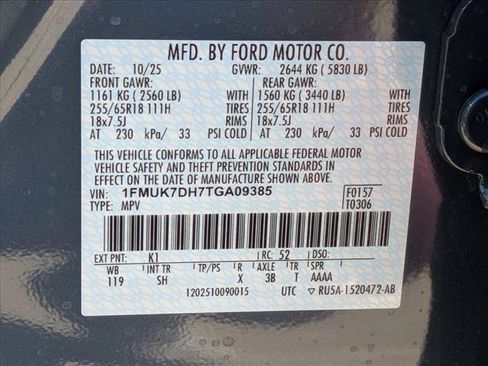 MFD. BY FORD MOTOR CO.
DATE: 10/25 GVWR: 2644 KG ( 5830 LB)
FRONT GAWR: REAR GAWR:
1161 KG ( 2560 LB) WITH 1560 KG ( 3440 LB) WITH
255/65R18 111H TIRES 255/65R18 111H TIRES
18x7.5J RIMS 18x7.5J RIMS
AT 230 kPa/ 33 PSI COLD AT 230 kPa/ 33 PSI COLD
THIS VEHICLE CONFORMS TO ALL APPLICABLE FEDERAL MOTOR
VEHICLE SAFETY AND THEFT PREVENTION STANDARDS IN
EFFECT ON THE DATE OF MANUFACTURE SHOWN ABOVE.
VIN: 1FMUK7DH7TGA09385 F0157
TYPE: MPV T0306
EXT PNT: K1 RC: 52 DSO:
WB INT TR TP/PS R AXLE TR SPR
119 SH X 3B T AAAA
1202510090015 UTC RU5A-1520472-AB